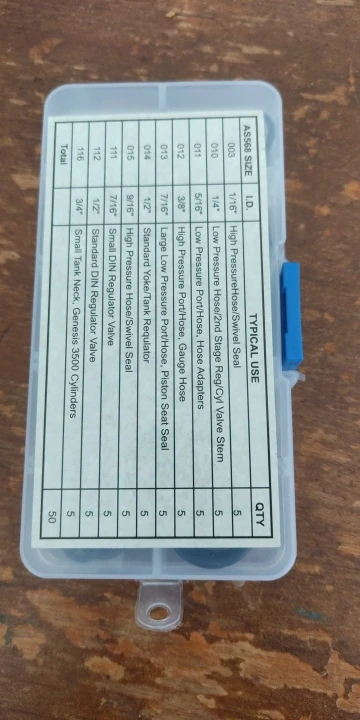 AS568 SIZE I.D. TYPICAL USE QTY
003 1/16" High PressureHose/Swivel Seal 5
010 1/4" Low Pressure Hose/2nd Stage Reg/Cyl Valve Stem 5
011 5/16" Low Pressure Port/Hose, Hose Adapters 5
012 3/8" High Pressure Port/Hose, Gauge Hose 5
013 7/16" Large Low Pressure Port/Hose, Piston Seat Seal 5
014 1/2" Standard Yoke/Tank Requlator 5
015 9/16" High Pressure Hose/Swivel Seal 5
111 7/16" Small DIN Regulator Valve 5
112 1/2" Standard DIN Regulator Valve 5
116 3/4" Small Tank Neck, Genesis 3500 Cylinders 5
Total 50